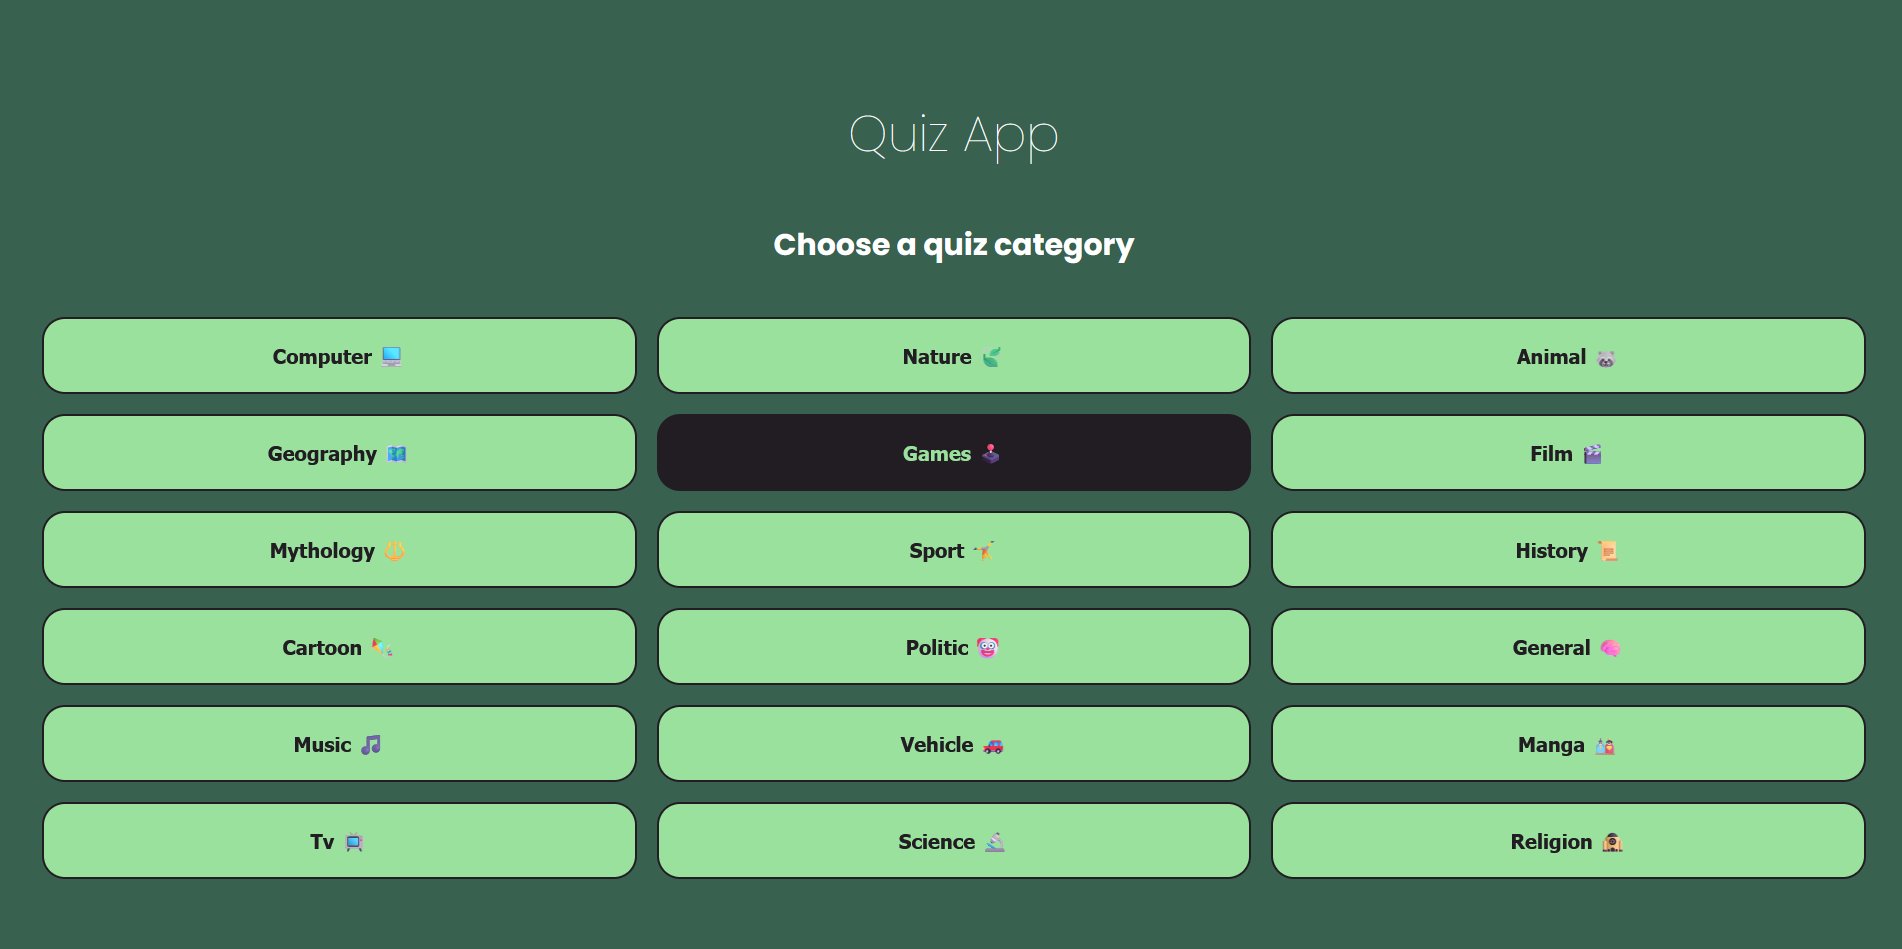 Quiz App
Choose a quiz category
Computer
Nature
Animal
Geography
Games
Film
Mythology
Sport
History
Cartoon
Politic
General
Music
Vehicle
Manga
Tv
Science
Religion